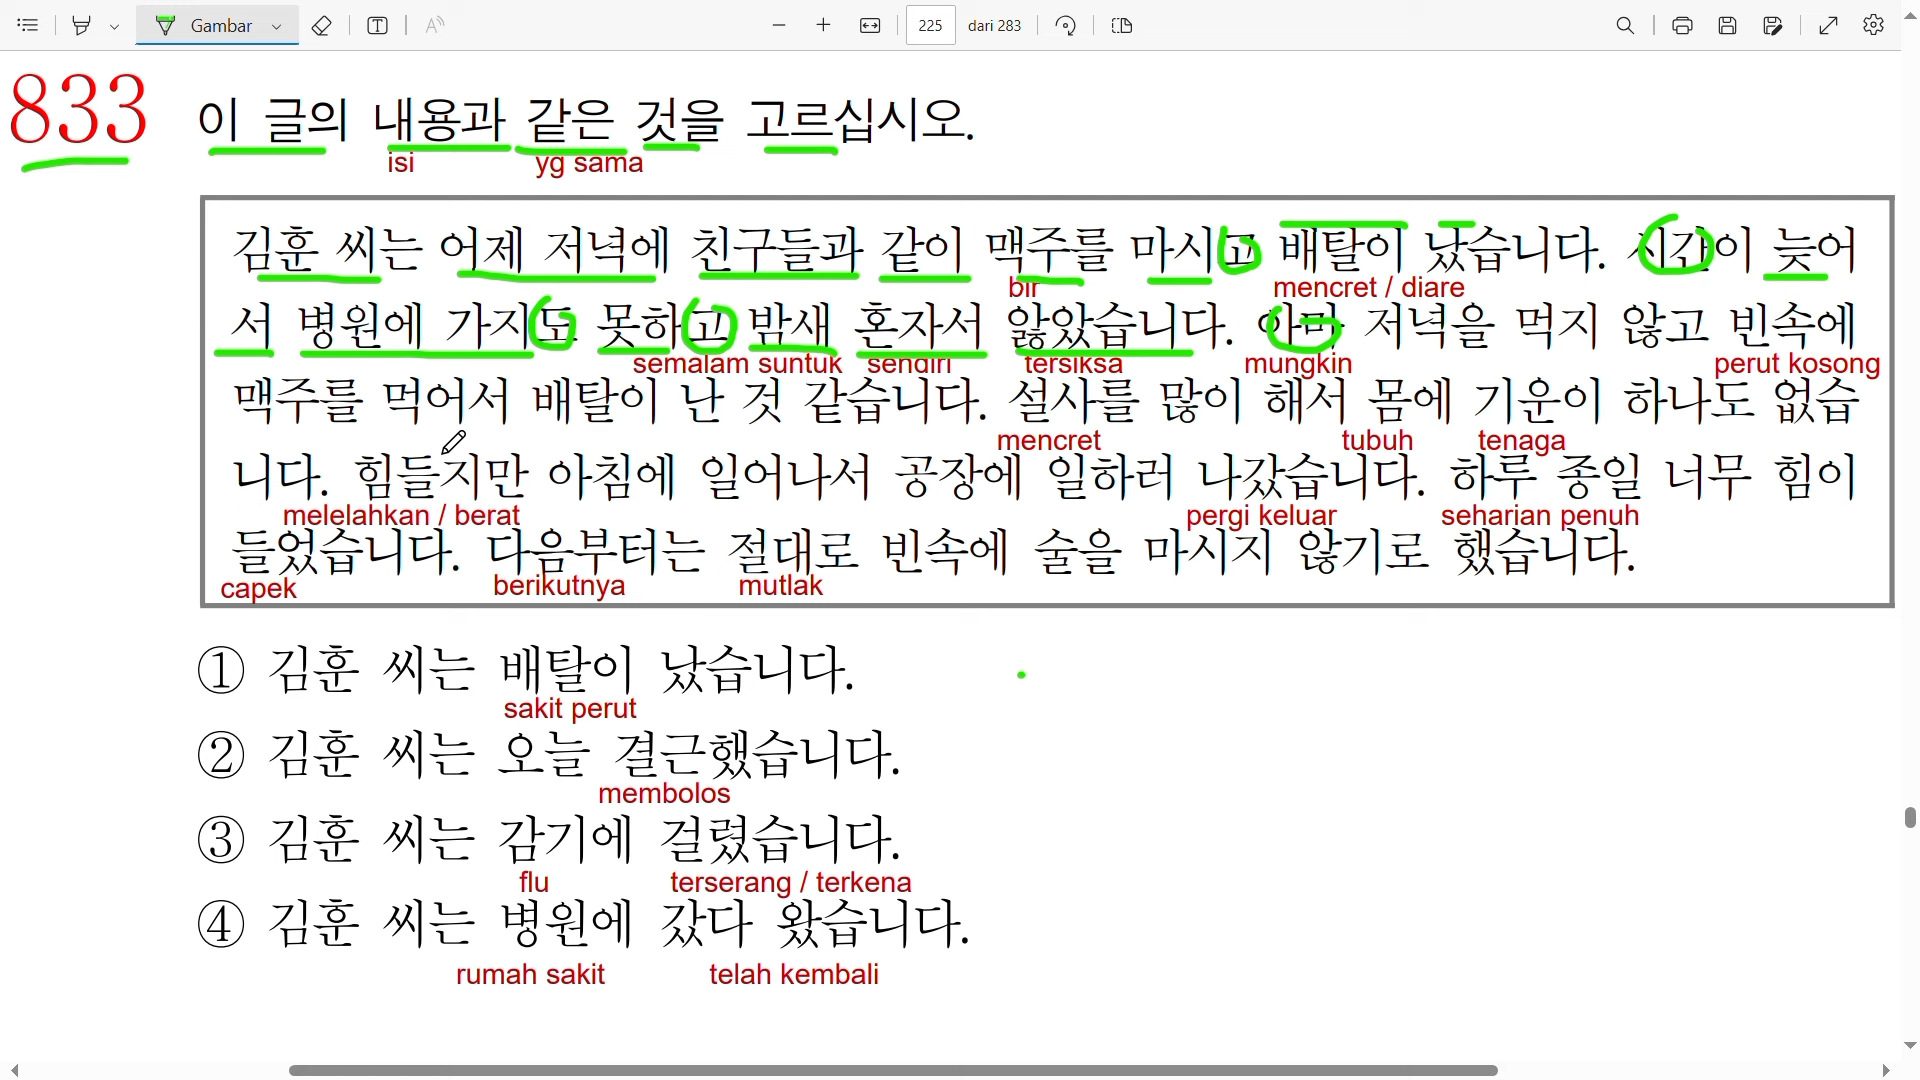 Gambar 225 dari 283
833 이 글의 내용과 같은 것을 고르십시오.
isi yg sama
김훈 씨는 어제 저녁에 친구들과 같이 맥주를 마시고 배탈이 났습니다. 시간이 늦어
bir mencret / diare
서 병원에 가지도 못하고 밤새 혼자서 앓았습니다. 아마 저녁을 먹지 않고 빈속에
semalam suntuk sendiri tersiksa mungkin perut kosong
맥주를 먹어서 배탈이 난 것 같습니다. 설사를 많이 해서 몸에 기운이 하나도 없습
mencret tubuh tenaga
니다. 힘들지만 아침에 일어나서 공장에 일하러 나갔습니다. 하루 종일 너무 힘이
melelahkan / berat pergi keluar seharian penuh
들었습니다. 다음부터는 절대로 빈속에 술을 마시지 않기로 했습니다.
capek berikutnya mutlak
① 김훈 씨는 배탈이 났습니다.
sakit perut
② 김훈 씨는 오늘 결근했습니다.
membolos
③ 김훈 씨는 감기에 걸렸습니다.
flu terserang / terkena
④ 김훈 씨는 병원에 갔다 왔습니다.
rumah sakit telah kembali